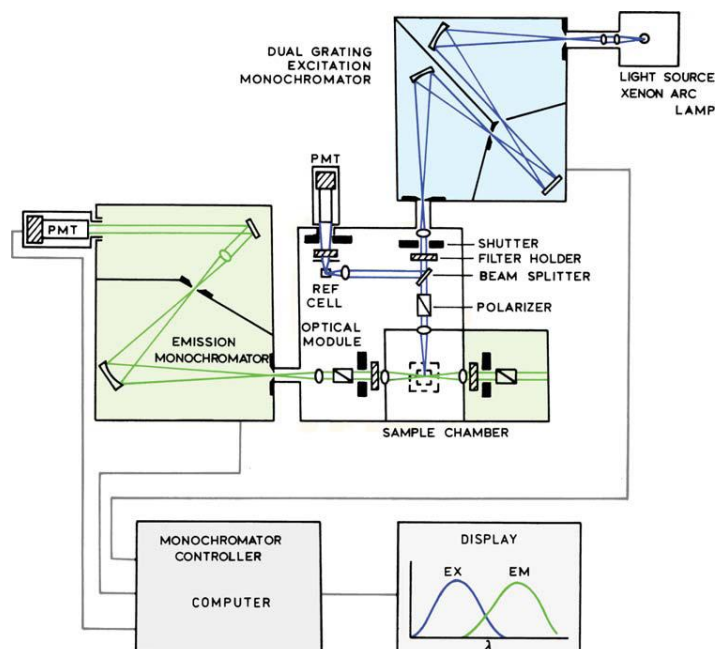 DUAL GRATING
EXCITATION
MONOCHROMATOR
LIGHT SOURCE
XENON ARC
LAMP
PMT
PMT
SHUTTER
FILTER HOLDER
BEAM SPLITTER
REF
CELL
POLARIZER
OPTICAL
MODULE
EMISSION
MONOCHROMATOR
SAMPLE CHAMBER
MONOCHROMATOR
CONTROLLER
COMPUTER
DISPLAY
EX EM
λ